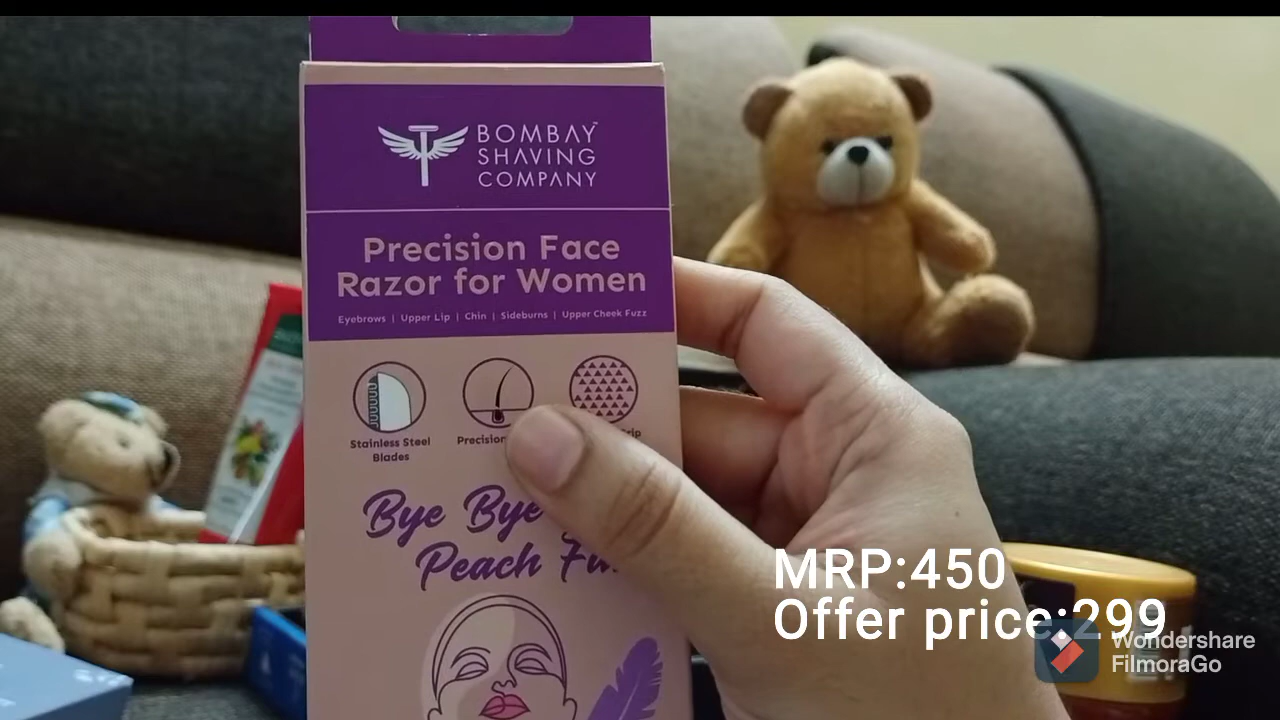 BOMBAY
SHAVING
COMPANY
Precision Face
Razor for Women
Eyebrows | Upper Lip | Chin | Sideburns | Upper Cheek Fuzz
Stainless Steel
Blades
Precision
Bye Bye
Peach
MRP:450
Offer price:299
Wondershare
FilmoraGo